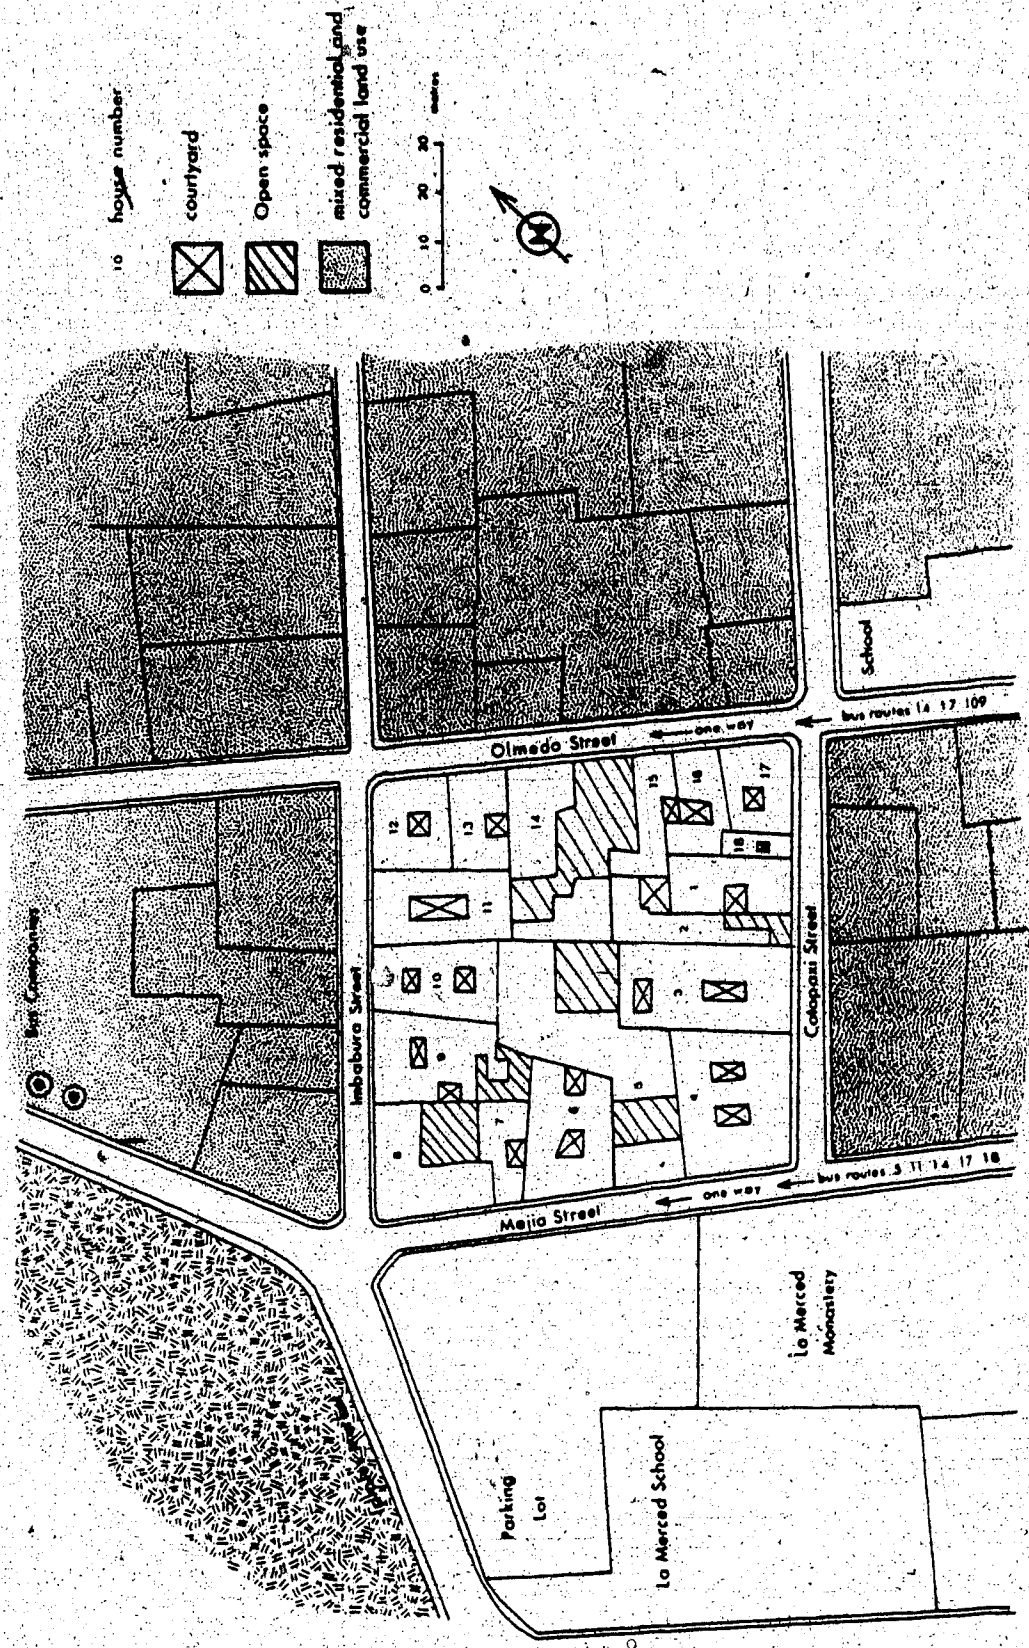 10 house number
courtyard
Open space
mixed residential and
commercial land use
0 10 20 30 metres
N
Bus Companies
Imbabura Street
Olmedo Street
one way
bus routes 14 17 109
School
12
13
14
15
16
17
18
11
1
2
10
3
9
8
7
6
5
4
Cotopaxi Street
Mejia Street
one way
bus routes 5 11 14 17 18
La Merced
Monastery
Parking
Lot
La Merced School